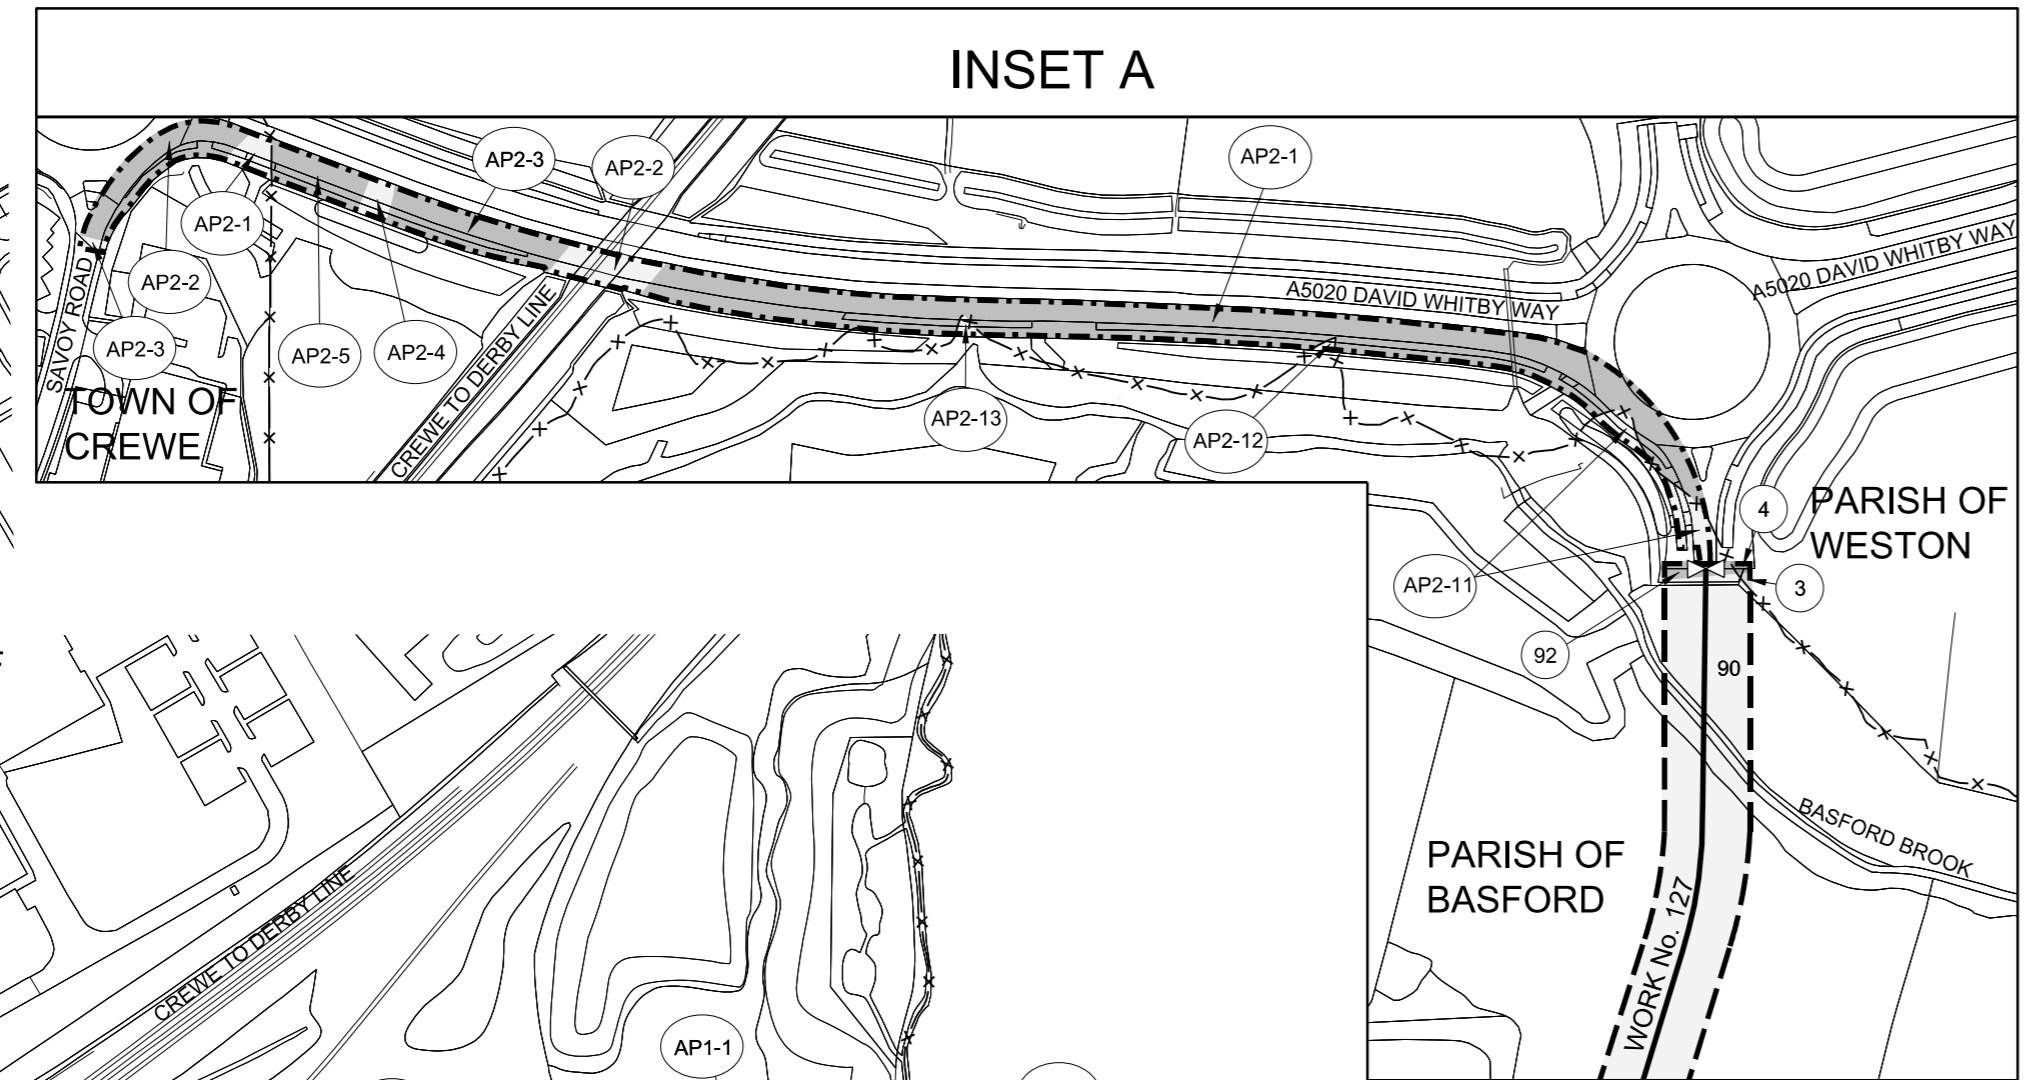 INSET A
AP2-3
AP2-2
AP2-1
AP2-1
AP2-2
AP2-3
AP2-5
AP2-4
AP2-13
AP2-12
AP2-11
A5020 DAVID WHITBY WAY
A5020 DAVID WHITBY WAY
SAVOY ROAD
TOWN OF
CREWE
CREWE TO DERBY LINE
4
PARISH OF
WESTON
3
92
90
BASFORD BROOK
PARISH OF
BASFORD
WORK No. 127
CREWE TO DERBY LINE
AP1-1